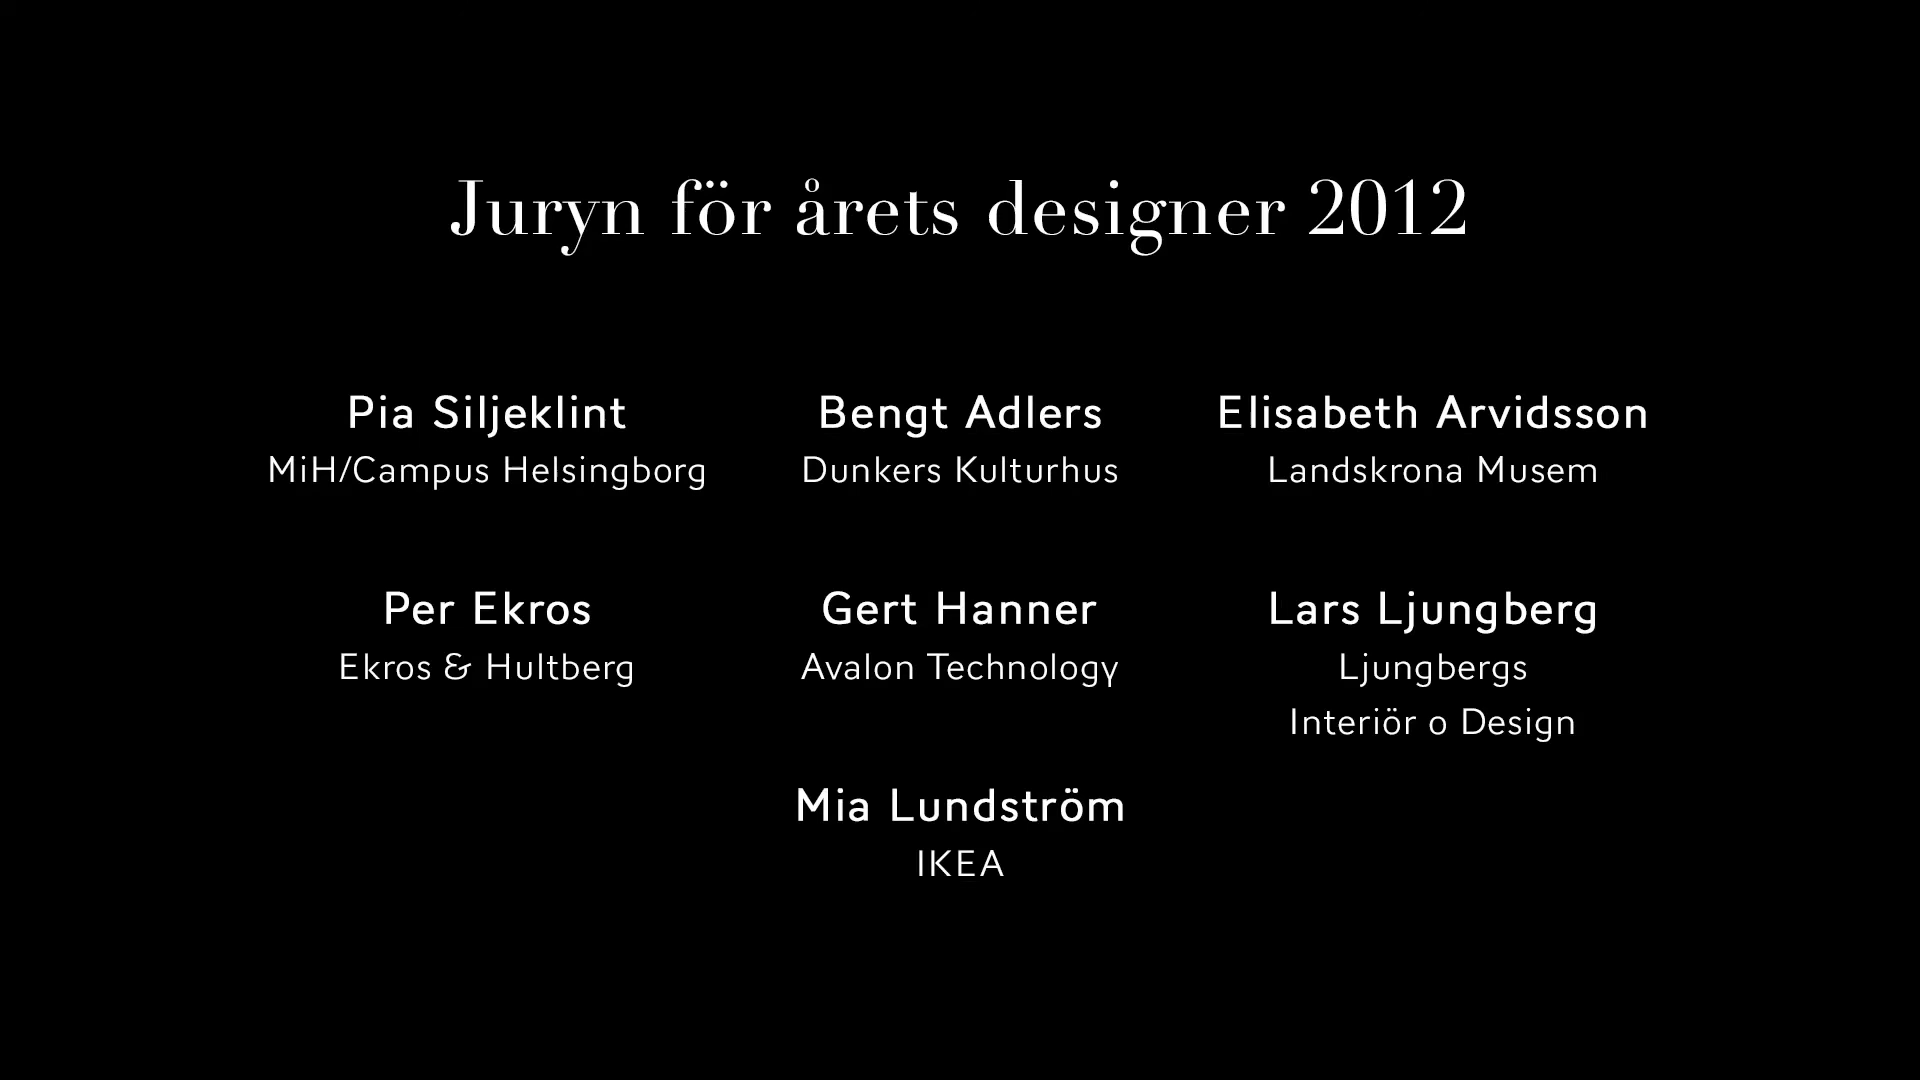 Juryn för årets designer 2012
Pia Siljeklint
MiH/Campus Helsingborg
Bengt Adlers
Dunkers Kulturhus
Elisabeth Arvidsson
Landskrona Musem
Per Ekros
Ekros & Hultberg
Gert Hanner
Avalon Technology
Lars Ljungberg
Ljungbergs
Interiör o Design
Mia Lundström
IKEA